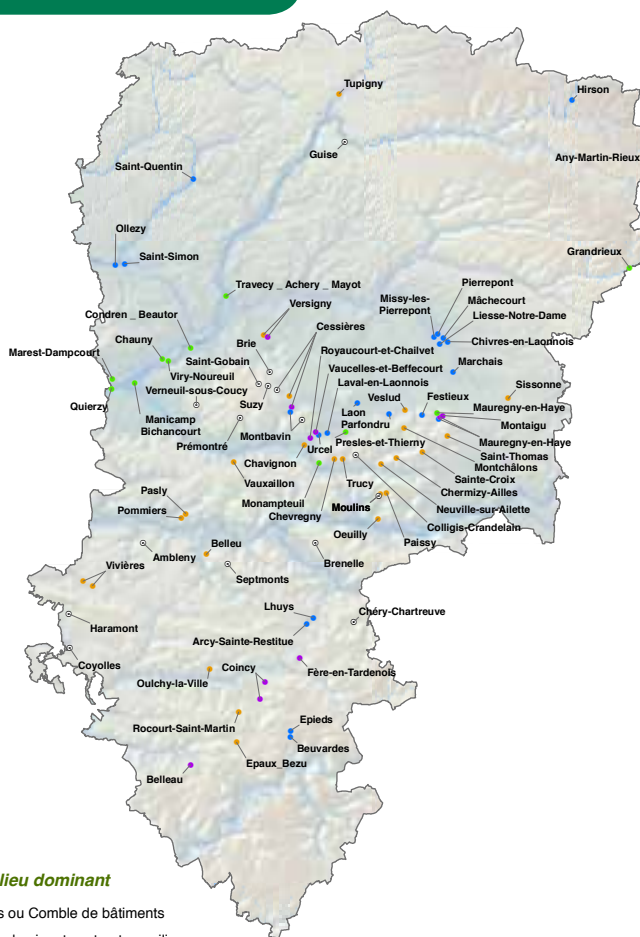 Tupigny
Hirson
Guise
Any-Martin-Rieux
Saint-Quentin
Ollezy
Saint-Simon
Grandrieux
Travecy _ Achery _ Mayot
Pierrepont
Versigny
Missy-les-
Pierrepont
Mâchecourt
Condren _ Beautor
Cessières
Liesse-Notre-Dame
Chauny
Brie
Chivres-en-Laonnois
Marest-Dampcourt
Saint-Gobain
Royaucourt-et-Chailvet
Marchais
Viry-Noureuil
Vaucelles-et-Beffecourt
Verneuil-sous-Coucy
Laval-en-Laonnois
Sissonne
Quierzy
Suzy
Veslud
Festieux
Mauregny-en-Haye
Manicamp
Bichancourt
Laon
Parfondru
Montaigu
Prémontré
Montbavin
Urcel
Presles-et-Thierny
Mauregny-en-Haye
Saint-Thomas
Chavignon
Montchâlons
Vauxaillon
Trucy
Sainte-Croix
Pasly
Monampteuil
Chermizy-Ailles
Pommiers
Chevregny
Moulins
Neuville-sur-Ailette
Colligis-Crandelain
Oeuilly
Paissy
Ambleny
Belleu
Brenelle
Vivières
Septmonts
Lhuys
Chéry-Chartreuve
Haramont
Arcy-Sainte-Restitue
Coyolles
Coincy
Fère-en-Tardenois
Oulchy-la-Ville
Rocourt-Saint-Martin
Epieds
Beuvardes
Epaux_Bezu
Belleau
lieu dominant
s ou Comble de bâtiments